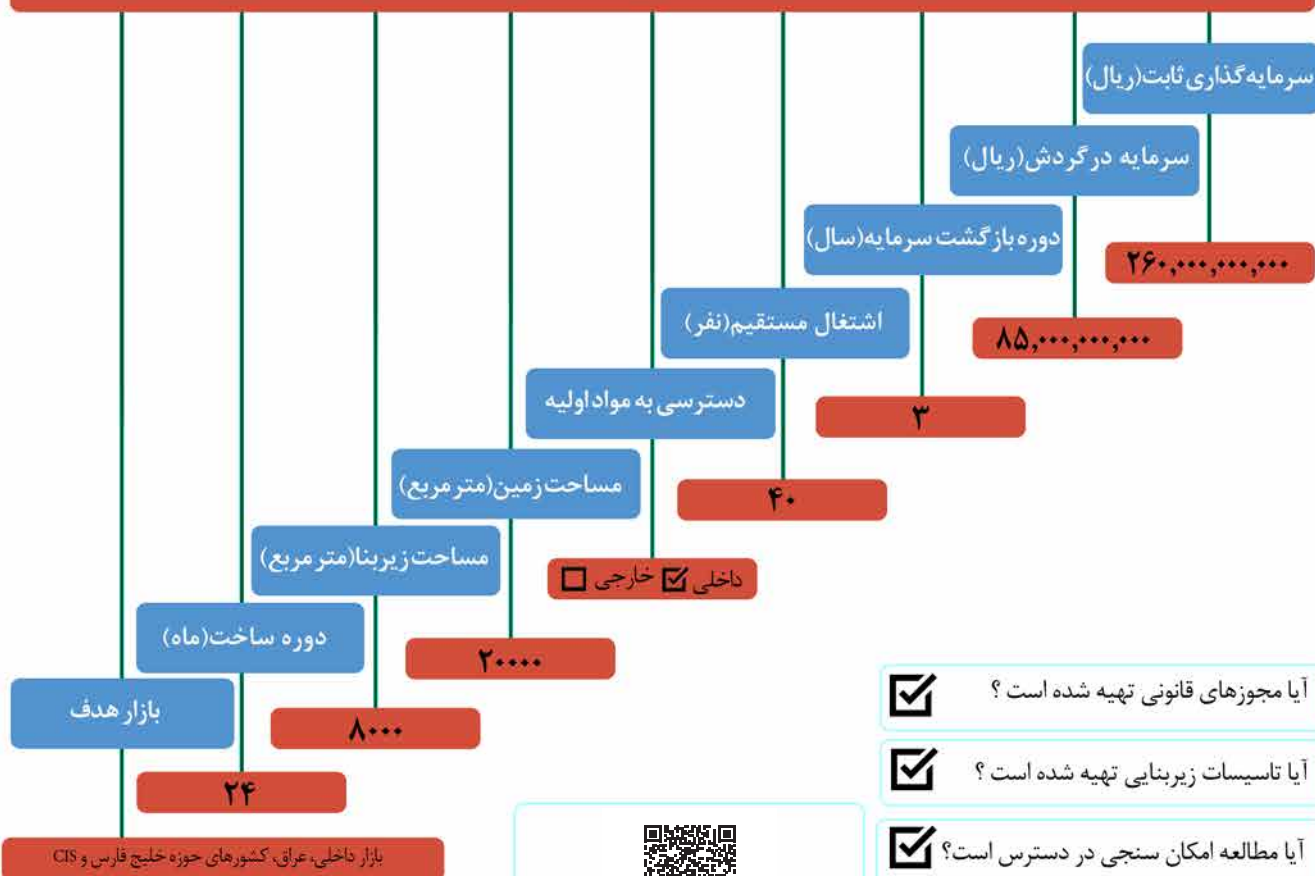 سرمایه‌گذاری ثابت(ریال)
۲۶۰,۰۰۰,۰۰۰,۰۰۰
سرمایه در گردش(ریال)
۸۵,۰۰۰,۰۰۰,۰۰۰
دوره بازگشت سرمایه(سال)
۳
اشتغال مستقیم(نفر)
۴۰
دسترسی به مواد اولیه
داخلی ☑ خارجی ☐
مساحت زمین(متر مربع)
۲۰۰۰۰
مساحت زیربنا(متر مربع)
۸۰۰۰
دوره ساخت(ماه)
۲۴
بازار هدف
بازار داخلی، عراق، کشورهای حوزه خلیج فارس و CIS
آیا مجوزهای قانونی تهیه شده است ؟ ☑
آیا تاسیسات زیربنایی تهیه شده است ؟ ☑
آیا مطالعه امکان سنجی در دسترس است؟ ☑